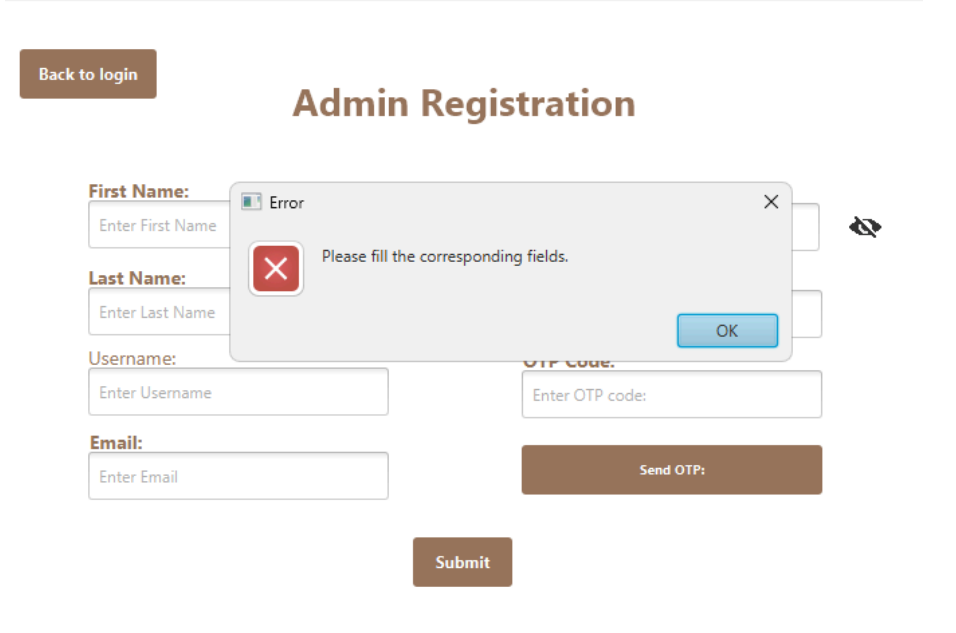 Back to login
Admin Registration
First Name:
Enter First Name
Error
Please fill the corresponding fields.
OK
Last Name:
Enter Last Name
Username:
Enter Username
OTP Code:
Enter OTP code:
Email:
Enter Email
Send OTP:
Submit